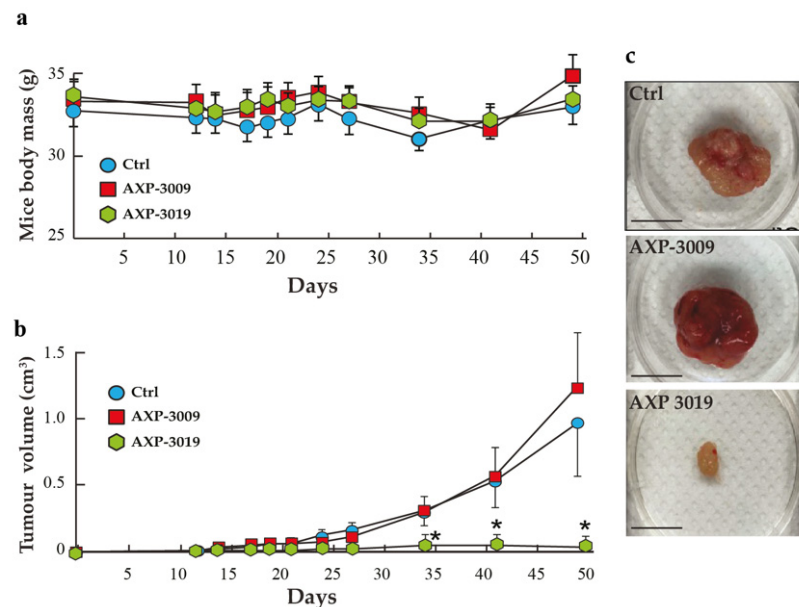 a
Mice body mass (g)
35
30
25
Ctrl
AXP-3009
AXP-3019
5 10 15 20 25 30 35 40 45 50
Days
b
Tumour volume (cm³)
1.5
1.0
0.5
0
Ctrl
AXP-3009
AXP-3019
* * *
5 10 15 20 25 30 35 40 45 50
Days
c
Ctrl
AXP-3009
AXP 3019